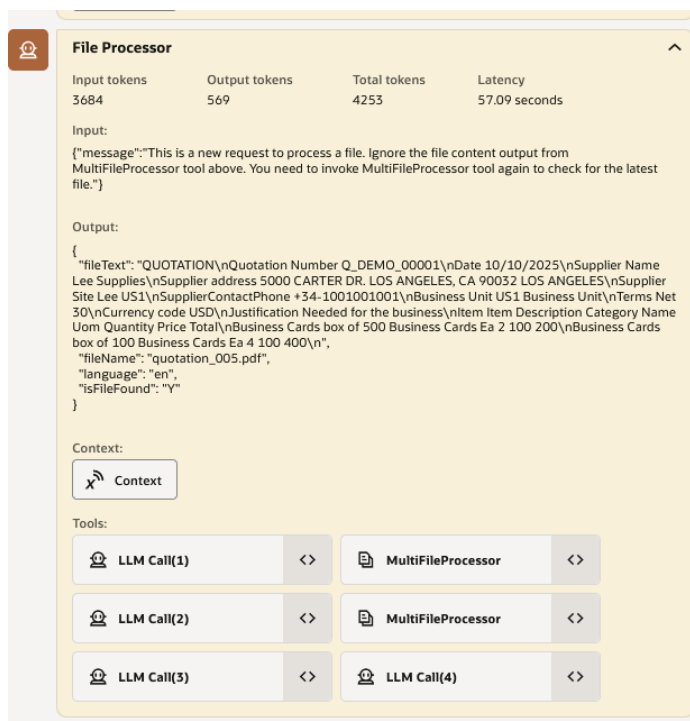 File Processor
Input tokens Output tokens Total tokens Latency
3684 569 4253 57.09 seconds
Input:
{"message":"This is a new request to process a file. Ignore the file content output from
MultiFileProcessor tool above. You need to invoke MultiFileProcessor tool again to check for the latest
file."}
Output:
{
"fileText": "QUOTATION\nQuotation Number Q_DEMO_00001\nDate 10/10/2025\nSupplier Name
Lee Supplies\nSupplier address 5000 CARTER DR. LOS ANGELES, CA 90032 LOS ANGELES\nSupplier
Site Lee US1\nSupplierContactPhone +34-1001001001\nBusiness Unit US1 Business Unit\nTerms Net
30\nCurrency code USD\nJustification Needed for the business\nItem Item Description Category Name
Uom Quantity Price Total\nBusiness Cards box of 500 Business Cards Ea 2 100 200\nBusiness Cards
box of 100 Business Cards Ea 4 100 400\n",
"fileName": "quotation_005.pdf",
"language": "en",
"isFileFound": "Y"
}
Context:
Context
Tools:
LLM Call(1) <> MultiFileProcessor <>
LLM Call(2) <> MultiFileProcessor <>
LLM Call(3) <> LLM Call(4) <>